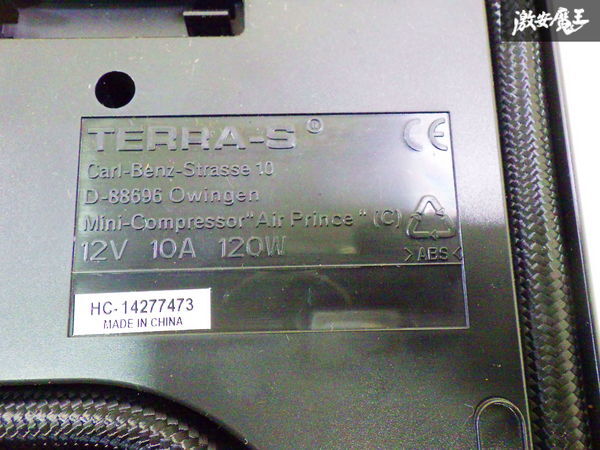 激安魔王
TERRA-S® CE
Carl-Benz-Strasse 10
D-88696 Owingen
Mini-Compressor"Air Prince" (C)
12V 10A 120W >ABS<
HC-14277473
MADE IN CHINA